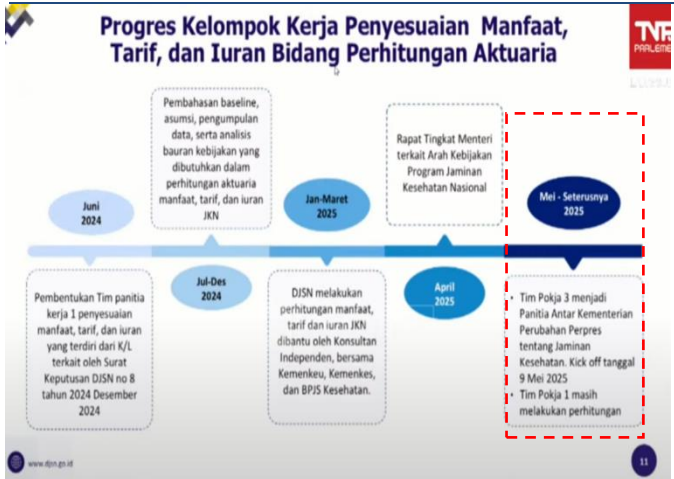 Progres Kelompok Kerja Penyesuaian Manfaat,
Tarif, dan Iuran Bidang Perhitungan Aktuaria
PARLEME
Juni
2024
Pembentukan Tim panitia
kerja 1 penyesuaian
manfaat, tarif, dan iuran
yang terdiri dari K/L
terkait oleh Surat
Keputusan DJSN no 8
tahun 2024 Desember
2024
Pembahasan baseline,
asumsi, pengumpulan
data, serta analisis
bauran kebijakan yang
dibutuhkan dalam
perhitungan aktuaria
manfaat, tarif, dan iuran
JKN
Jul-Des
2024
Jan-Maret
2025
DJSN melakukan
perhitungan manfaat,
tarif dan iuran JKN
dibantu oleh Konsultan
Independen, bersama
Kemenkeu, Kemenkes,
dan BPJS Kesehatan.
Rapat Tingkat Menteri
terkait Arah Kebijakan
Program Jaminan
Kesehatan Nasional
April
2025
Mei - Seterusnya
2025
• Tim Pokja 3 menjadi
Panitia Antar Kementerian
Perubahan Perpres
tentang Jaminan
Kesehatan. Kick off tanggal
9 Mei 2025
• Tim Pokja 1 masih
melakukan perhitungan
www.djsn.go.id
11